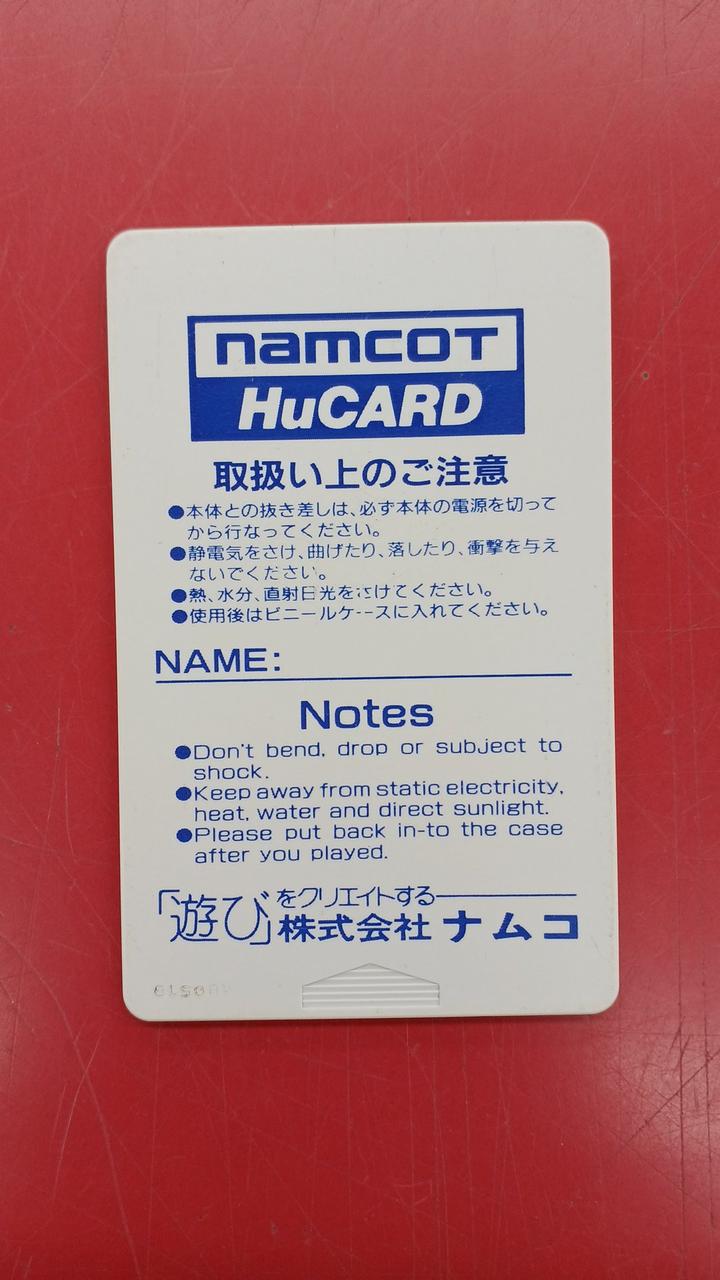 namcot
HuCARD
取扱い上のご注意
●本体との抜き差しは、必ず本体の電源を切って
から行なってください。
●静電気をさけ、曲げたり、落したり、衝撃を与え
ないでください。
●熱、水分、直射日光をさけてください。
●使用後はビニールケースに入れてください。
NAME:
Notes
●Don't bend, drop or subject to
shock.
●Keep away from static electricity,
heat, water and direct sunlight.
●Please put back in-to the case
after you played.
「遊び」をクリエイトする
株式会社 ナムコ